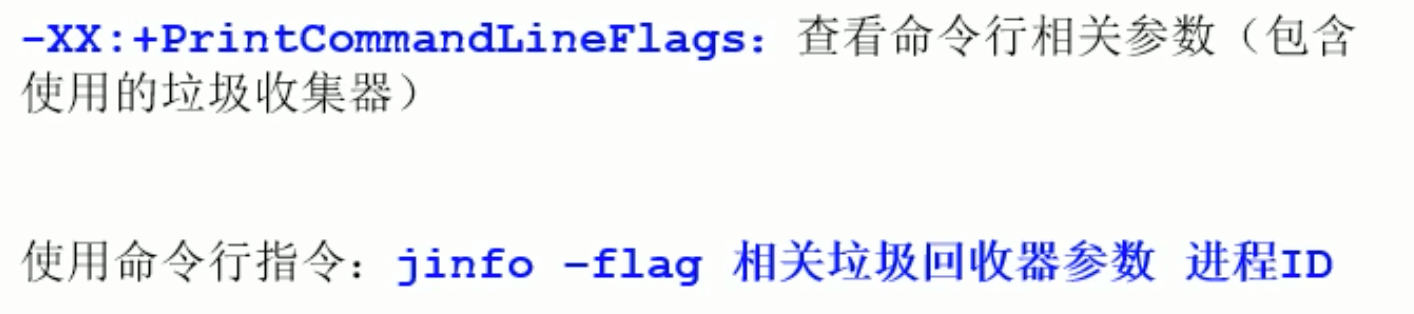 -XX:+PrintCommandLineFlags: 查看命令行相关参数（包含
使用的垃圾收集器）
使用命令行指令: jinfo -flag 相关垃圾回收器参数 进程ID